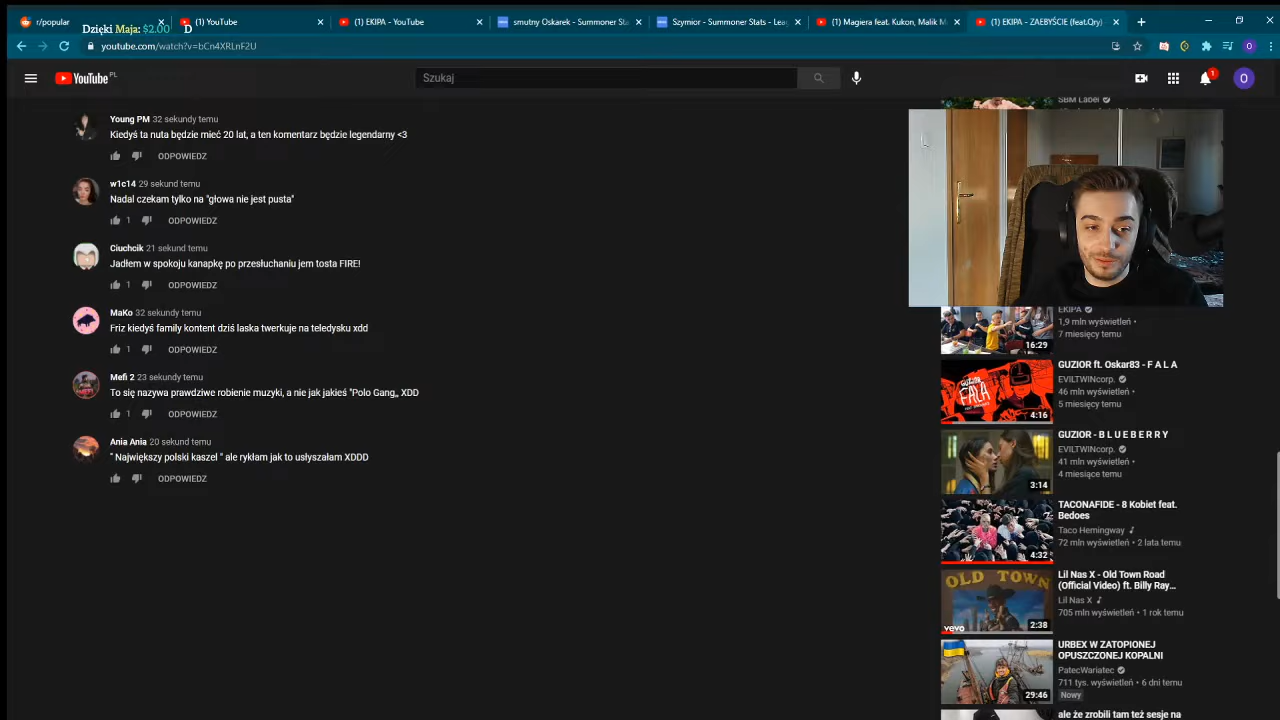 r/popular
Dzięki Maja: $2.00 D
(1) YouTube
(1) EKIPA - YouTube
smutny Oskarek - Summoner Sta
Szymior - Summoner Stats - Lea
(1) Magiera feat. Kukon, Malik M
(1) EKIPA - ZAEBYŚCIE (feat.Qry)
youtube.com/watch?v=bCn4XRLnF2U
YouTube PL
Szukaj
1
O
Young PM 32 sekundy temu
Kiedyś ta nuta będzie mieć 20 lat, a ten komentarz będzie legendarny <3
ODPOWIEDZ
w1c14 29 sekund temu
Nadal czekam tylko na "głowa nie jest pusta"
1 ODPOWIEDZ
Ciuchcik 21 sekund temu
Jadłem w spokoju kanapkę po przesłuchaniu jem tosta FIRE!
1 ODPOWIEDZ
MaKo 32 sekundy temu
Friz kiedyś family kontent dziś laska twerkuje na teledysku xdd
1 ODPOWIEDZ
Mefi 2 23 sekundy temu
To się nazywa prawdziwe robienie muzyki, a nie jak jakieś "Polo Gang,, XDD
1 ODPOWIEDZ
Ania Ania 20 sekund temu
" Największy polski kaszel " ale rykłam jak to usłyszałam XDDD
ODPOWIEDZ
SBM Label
EKIPA
1,9 mln wyświetleń •
7 miesięcy temu
16:29
GUZIOR ft. Oskar83 - F A L A
EVILTWINcorp.
46 mln wyświetleń •
5 miesięcy temu
GUZIOR
FALA
4:16
GUZIOR - B L U E B E R R Y
EVILTWINcorp.
41 mln wyświetleń •
4 miesiące temu
3:14
TACONAFIDE - 8 Kobiet feat.
Bedoes
Taco Hemingway
72 mln wyświetleń • 2 lata temu
4:32
Lil Nas X - Old Town Road
(Official Video) ft. Billy Ray...
Lil Nas X
705 mln wyświetleń • 1 rok temu
OLD TOWN
vevo
2:38
URBEX W ZATOPIONEJ
OPUSZCZONEJ KOPALNI
PatecWariatec
711 tys. wyświetleń • 6 dni temu
Nowy
29:46
ale że zrobili tam też sesje na